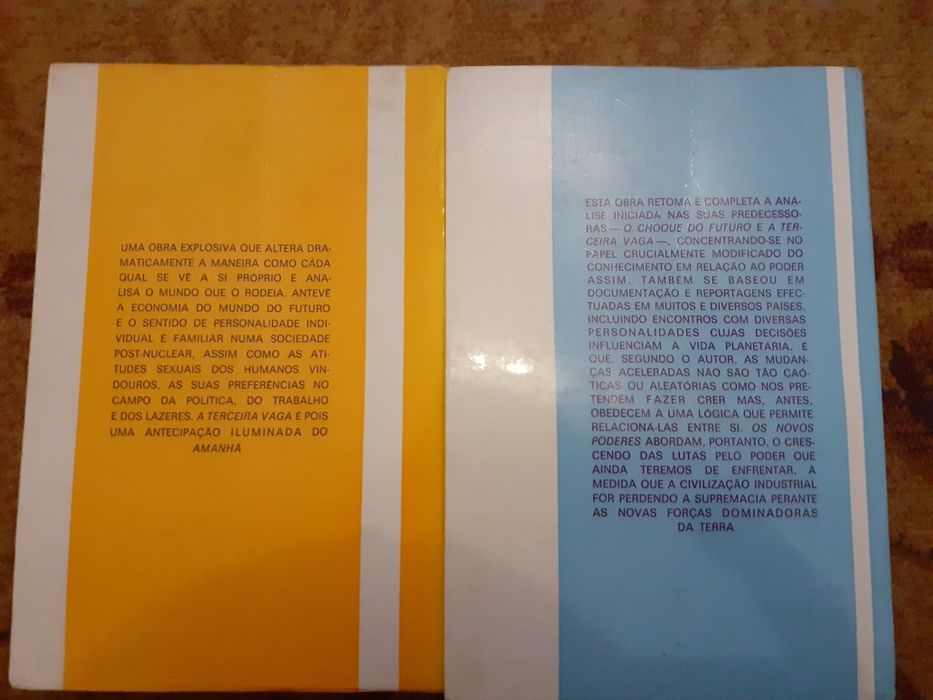 UMA OBRA EXPLOSIVA QUE ALTERA DRA-
MATICAMENTE A MANEIRA COMO CADA
QUAL SE VÊ A SI PRÓPRIO E ANA-
LISA O MUNDO QUE O RODEIA. ANTEVÊ
A ECONOMIA DO MUNDO DO FUTURO
E O SENTIDO DE PERSONALIDADE INDI-
VIDUAL E FAMILIAR NUMA SOCIEDADE
POST-NUCLEAR, ASSIM COMO AS ATI-
TUDES SEXUAIS DOS HUMANOS VIN-
DOUROS, AS SUAS PREFERÊNCIAS NO
CAMPO DA POLÍTICA, DO TRABALHO
E DOS LAZERES. A TERCEIRA VAGA É POIS
UMA ANTECIPAÇÃO ILUMINADA DO
AMANHÃ
ESTA OBRA RETOMA E COMPLETA A ANÁ-
LISE INICIADA NAS SUAS PREDECESSO-
RAS — O CHOQUE DO FUTURO E A TER-
CEIRA VAGA —, CONCENTRANDO-SE NO
PAPEL CRUCIALMENTE MODIFICADO DO
CONHECIMENTO EM RELAÇÃO AO PODER
ASSIM, TAMBÉM SE BASEOU EM
DOCUMENTAÇÃO E REPORTAGENS EFEC-
TUADAS EM MUITOS E DIVERSOS PAÍSES,
INCLUINDO ENCONTROS COM DIVERSAS
PERSONALIDADES CUJAS DECISÕES
INFLUENCIAM A VIDA PLANETÁRIA. É
QUE, SEGUNDO O AUTOR, AS MUDAN-
ÇAS ACELERADAS NÃO SÃO TÃO CAÓ-
TICAS OU ALEATÓRIAS COMO NOS PRE-
TENDEM FAZER CRER MAS, ANTES,
OBEDECEM A UMA LÓGICA QUE PERMITE
RELACIONÁ-LAS ENTRE SI. OS NOVOS
PODERES ABORDAM, PORTANTO, O CRES-
CENDO DAS LUTAS PELO PODER QUE
AINDA TEREMOS DE ENFRENTAR, À
MEDIDA QUE A CIVILIZAÇÃO INDUSTRIAL
FOR PERDENDO A SUPREMACIA PERANTE
AS NOVAS FORÇAS DOMINADORAS
DA TERRA